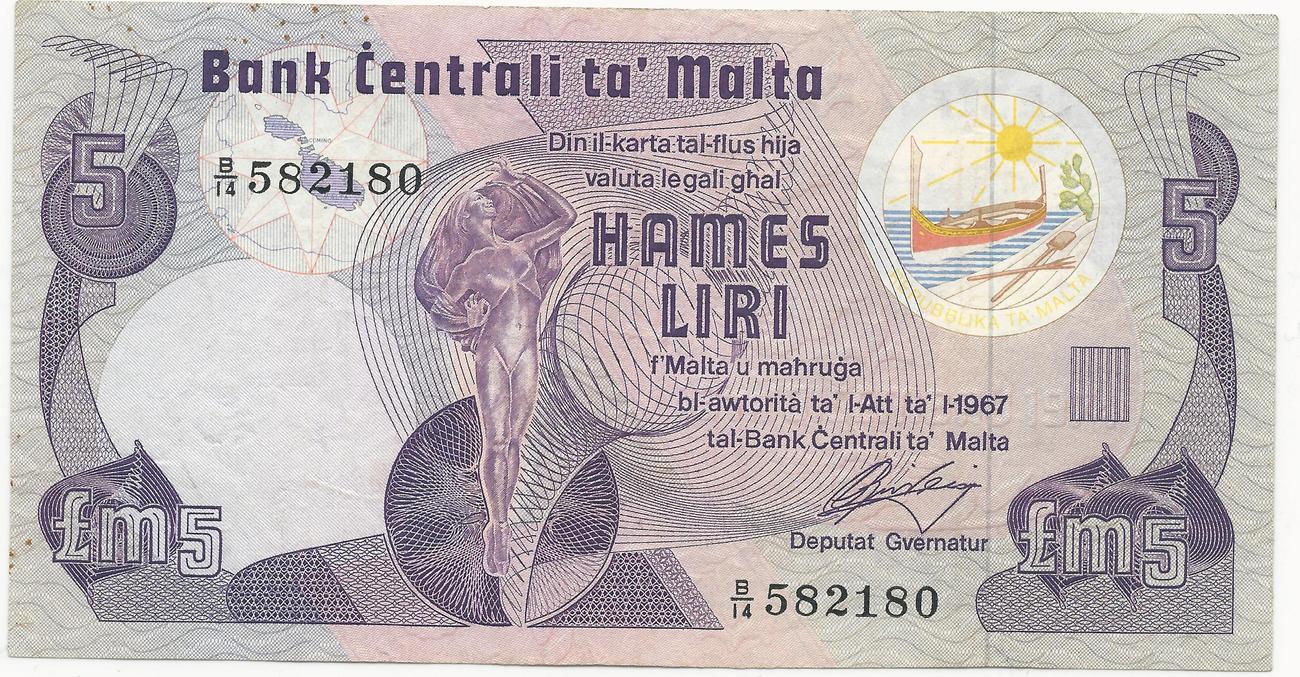 Bank Ċentrali ta' Malta
5
5
COMINO
B/14 582180
Din il-karta tal-flus hija
valuta legali għal
ĦAMES
LIRI
f'Malta u maħruġa
bl-awtorità ta' l-Att ta' l-1967
tal-Bank Ċentrali ta' Malta
REPUBBLIKA TA' MALTA
Deputat Gvernatur
£m5
£m5
B/14 582180